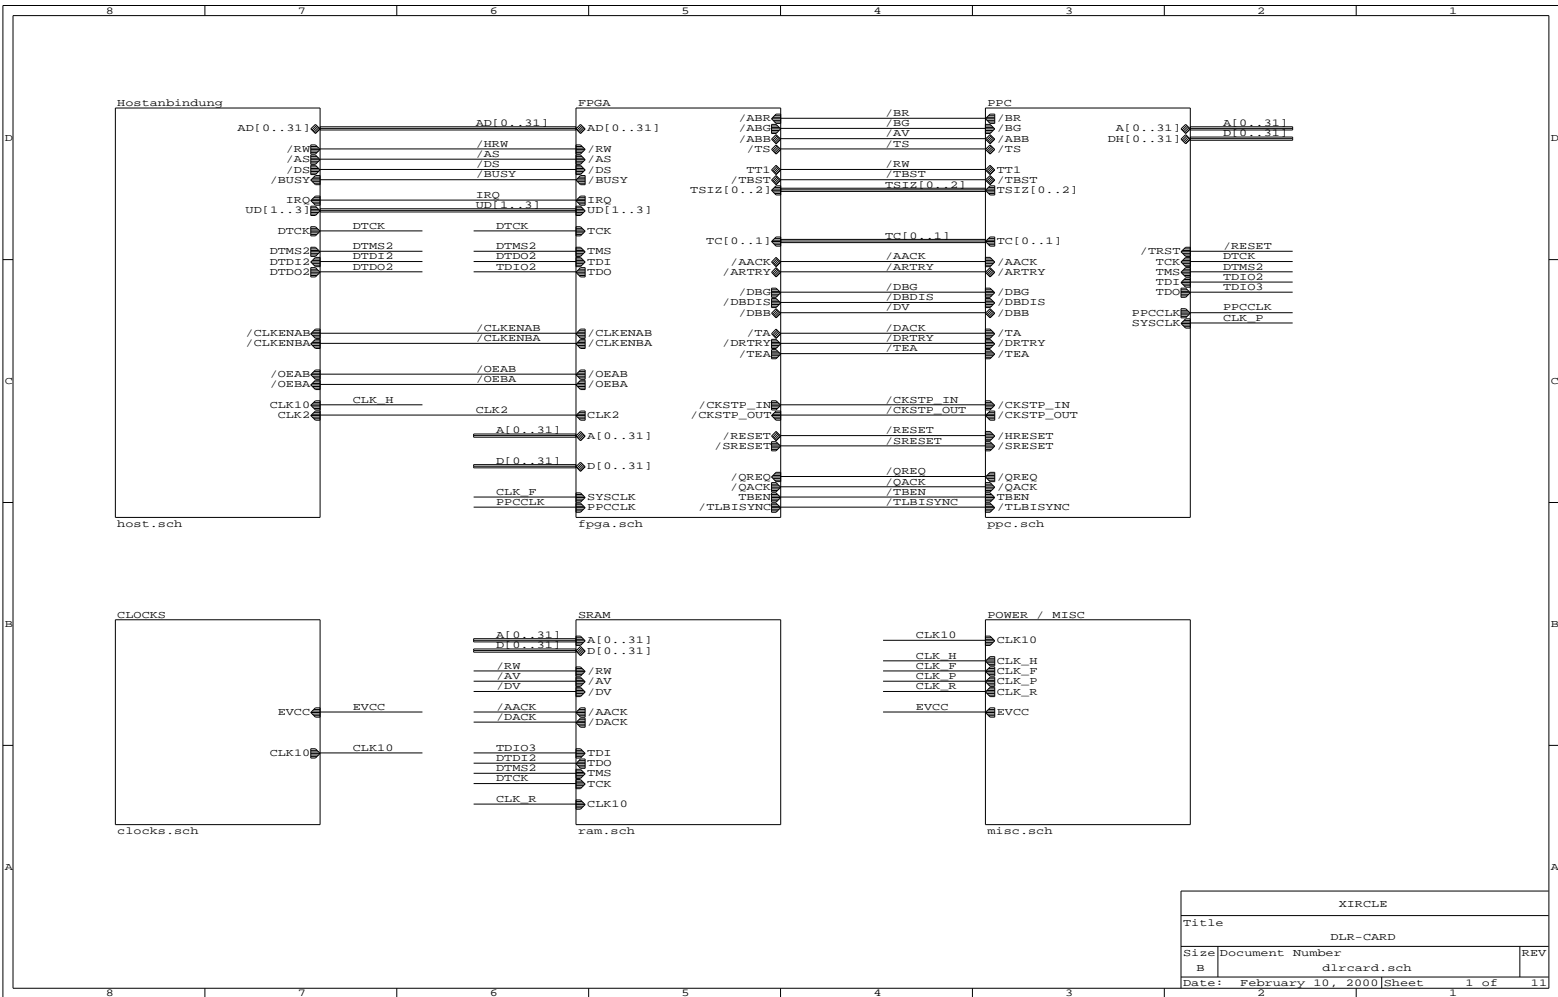 8 7 6 5 4 3 2 1
Hostanbindung
AD[0..31]
/RW
/AS
/DS
/BUSY
IRQ
UD[1..3]
DTCK
DTMS2
DTDI2
DTDO2
/CLKENAB
/CLKENBA
/OEAB
/OEBA
CLK10
CLK2
host.sch
DTCK
DTMS2
DTDI2
DTDO2
CLK_H
AD[0..31]
/HRW
/AS
/DS
/BUSY
IRQ
UD[1..3]
DTCK
DTMS2
DTDO2
TDIO2
/CLKENAB
/CLKENBA
/OEAB
/OEBA
CLK2
A[0..31]
D[0..31]
CLK_F
PPCCLK
FPGA
AD[0..31]
/RW
/AS
/DS
/BUSY
IRQ
UD[1..3]
TCK
TMS
TDI
TDO
/CLKENAB
/CLKENBA
/OEAB
/OEBA
CLK2
A[0..31]
D[0..31]
SYSCLK
PPCCLK
/ABR
/ABG
/ABB
/TS
TT1
/TBST
TSIZ[0..2]
TC[0..1]
/AACK
/ARTRY
/DBG
/DBDIS
/DBB
/TA
/DRTRY
/TEA
/CKSTP_IN
/CKSTP_OUT
/RESET
/SRESET
/QREQ
/QACK
TBEN
/TLBISYNC
fpga.sch
/BR
/BG
/AV
/TS
/RW
/TBST
TSIZ[0..2]
TC[0..1]
/AACK
/ARTRY
/DBG
/DBDIS
/DV
/DACK
/DRTRY
/TEA
/CKSTP_IN
/CKSTP_OUT
/RESET
/SRESET
/QREQ
/QACK
/TBEN
/TLBISYNC
PPC
/BR
/BG
/ABB
/TS
TT1
/TBST
TSIZ[0..2]
TC[0..1]
/AACK
/ARTRY
/DBG
/DBDIS
/DBB
/TA
/DRTRY
/TEA
/CKSTP_IN
/CKSTP_OUT
/HRESET
/SRESET
/QREQ
/QACK
TBEN
/TLBISYNC
A[0..31]
DH[0..31]
/TRST
TCK
TMS
TDI
TDO
PPCCLK
SYSCLK
ppc.sch
A[0..31]
D[0..31]
/RESET
DTCK
DTMS2
TDIO2
TDIO3
PPCCLK
CLK_P
CLOCKS
EVCC
CLK10
clocks.sch
EVCC
CLK10
A[0..31]
D[0..31]
/RW
/AV
/DV
/AACK
/DACK
TDIO3
DTDI2
DTMS2
DTCK
CLK_R
SRAM
A[0..31]
D[0..31]
/RW
/AV
/DV
/AACK
/DACK
TDI
TDO
TMS
TCK
CLK10
ram.sch
CLK10
CLK_H
CLK_F
CLK_P
CLK_R
EVCC
POWER / MISC
CLK10
CLK_H
CLK_F
CLK_P
CLK_R
EVCC
misc.sch
D D
C C
B B
A A
XIRCLE
Title
DLR-CARD
Size Document Number REV
B dlrcard.sch
Date: February 10, 2000 Sheet 1 of 11
8 7 6 5 4 3 2 1